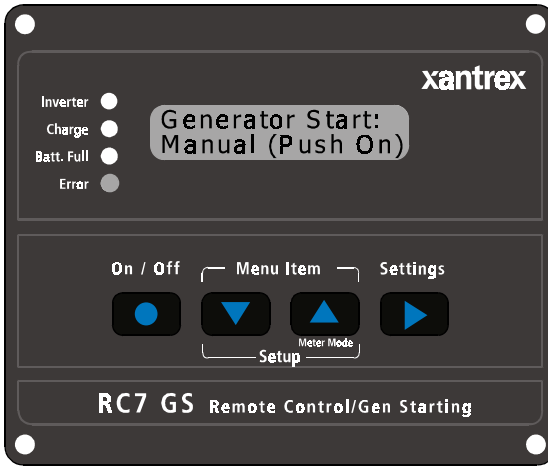 xantrex
Inverter
Charge
Batt. Full
Error
Generator Start:
Manual (Push On)
On / Off
Menu Item
Settings
Meter Mode
Setup
RC7 GS Remote Control/Gen Starting